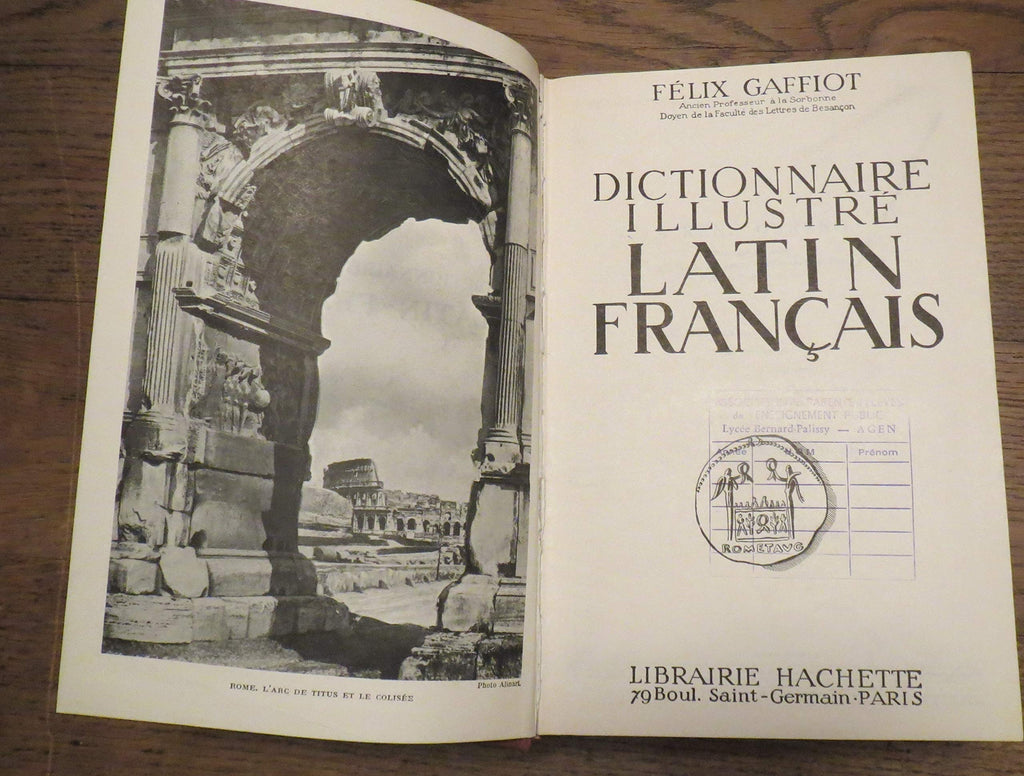 ROME. L'ARC DE TITUS ET LE COLISÉE
Photo Alinari.
FÉLIX GAFFIOT
Ancien Professeur à la Sorbonne
Doyen de la Faculté des Lettres de Besançon
DICTIONNAIRE
ILLUSTRÉ
LATIN
FRANÇAIS
de l'ENSEIGNEMENT PUBLIC
Lycée Bernard-Palissy — AGEN
Prénom
ROMETAVG
LIBRAIRIE HACHETTE
79 Boul. Saint-Germain·PARIS